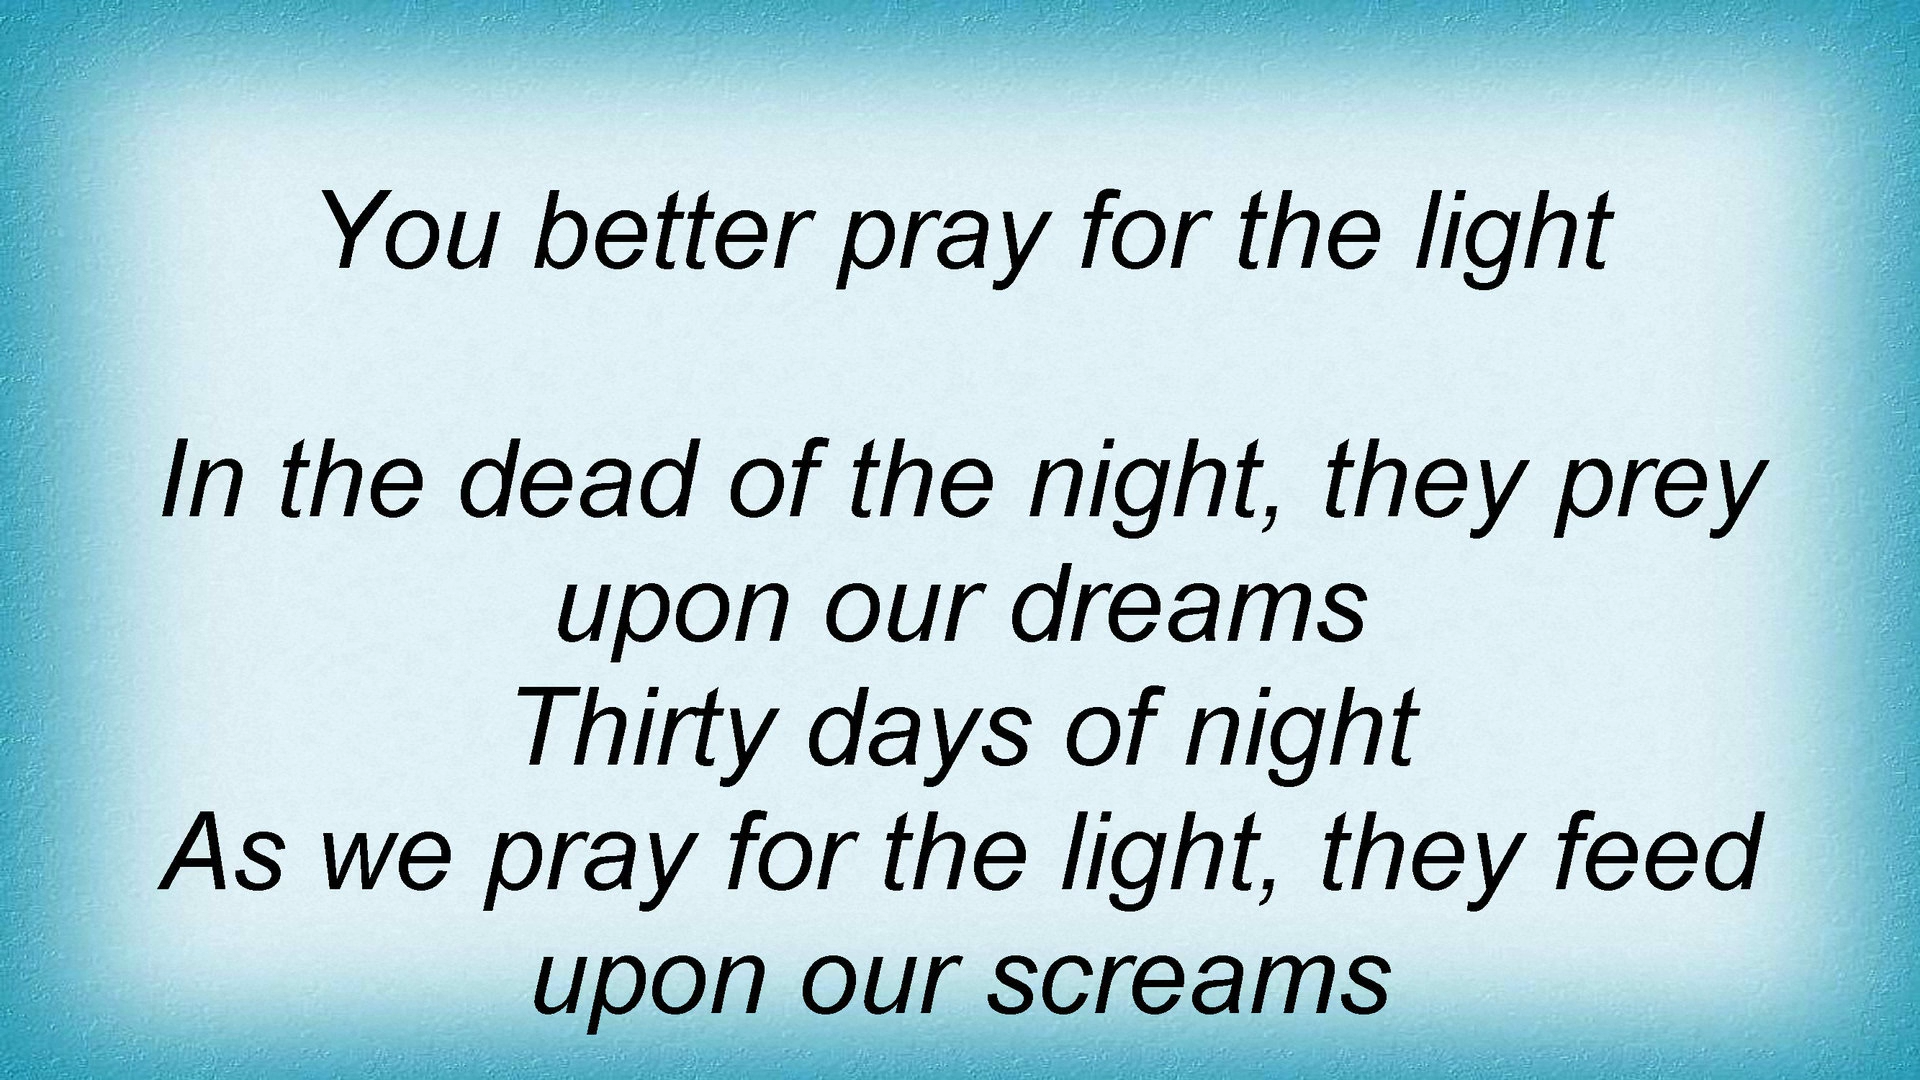 You better pray for the light
In the dead of the night, they prey
upon our dreams
Thirty days of night
As we pray for the light, they feed
upon our screams